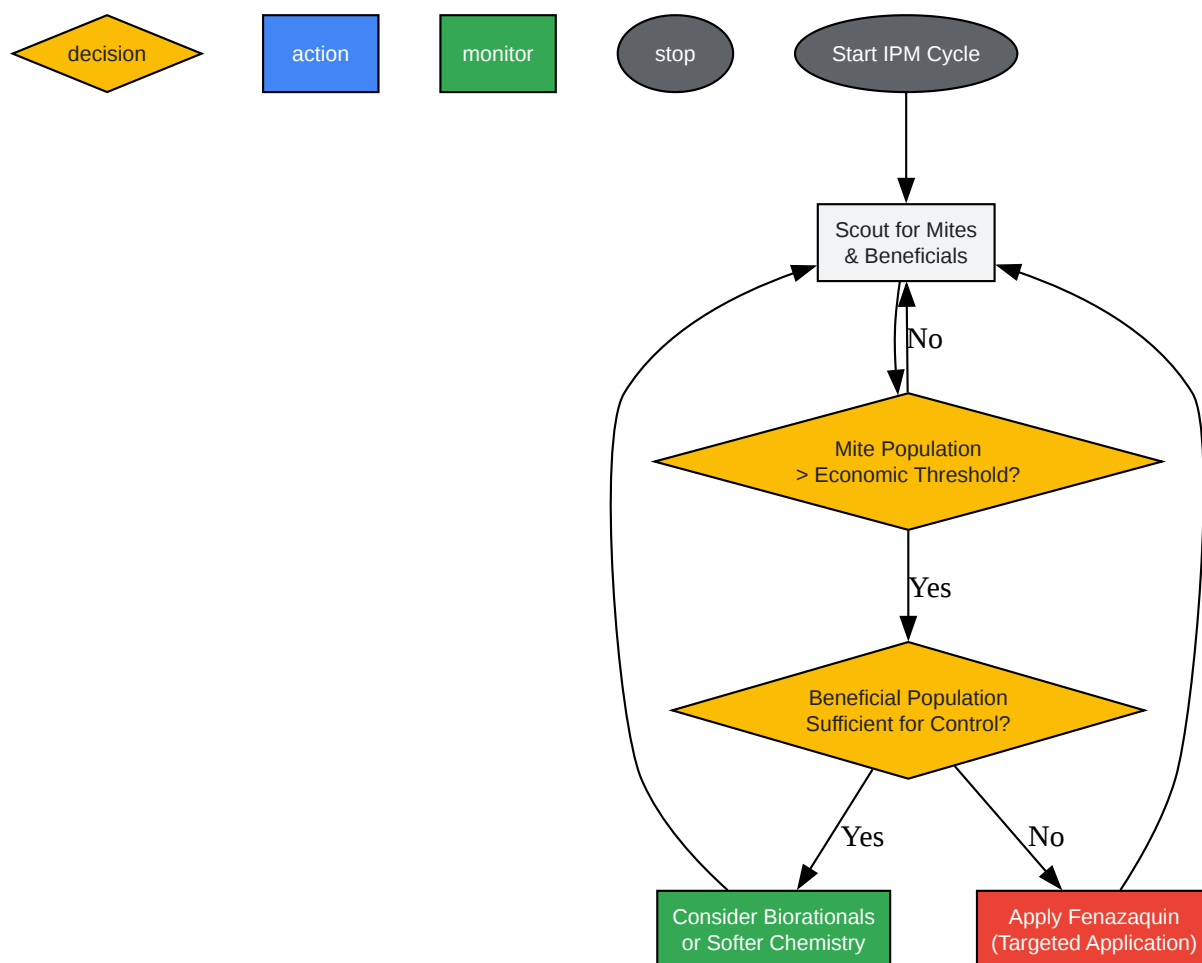 decision
action
monitor
stop
Start IPM Cycle
Scout for Mites
& Beneficials
No
Mite Population
> Economic Threshold?
Yes
Beneficial Population
Sufficient for Control?
Yes
No
Consider Biorationals
or Softer Chemistry
Apply Fenazaquin
(Targeted Application)